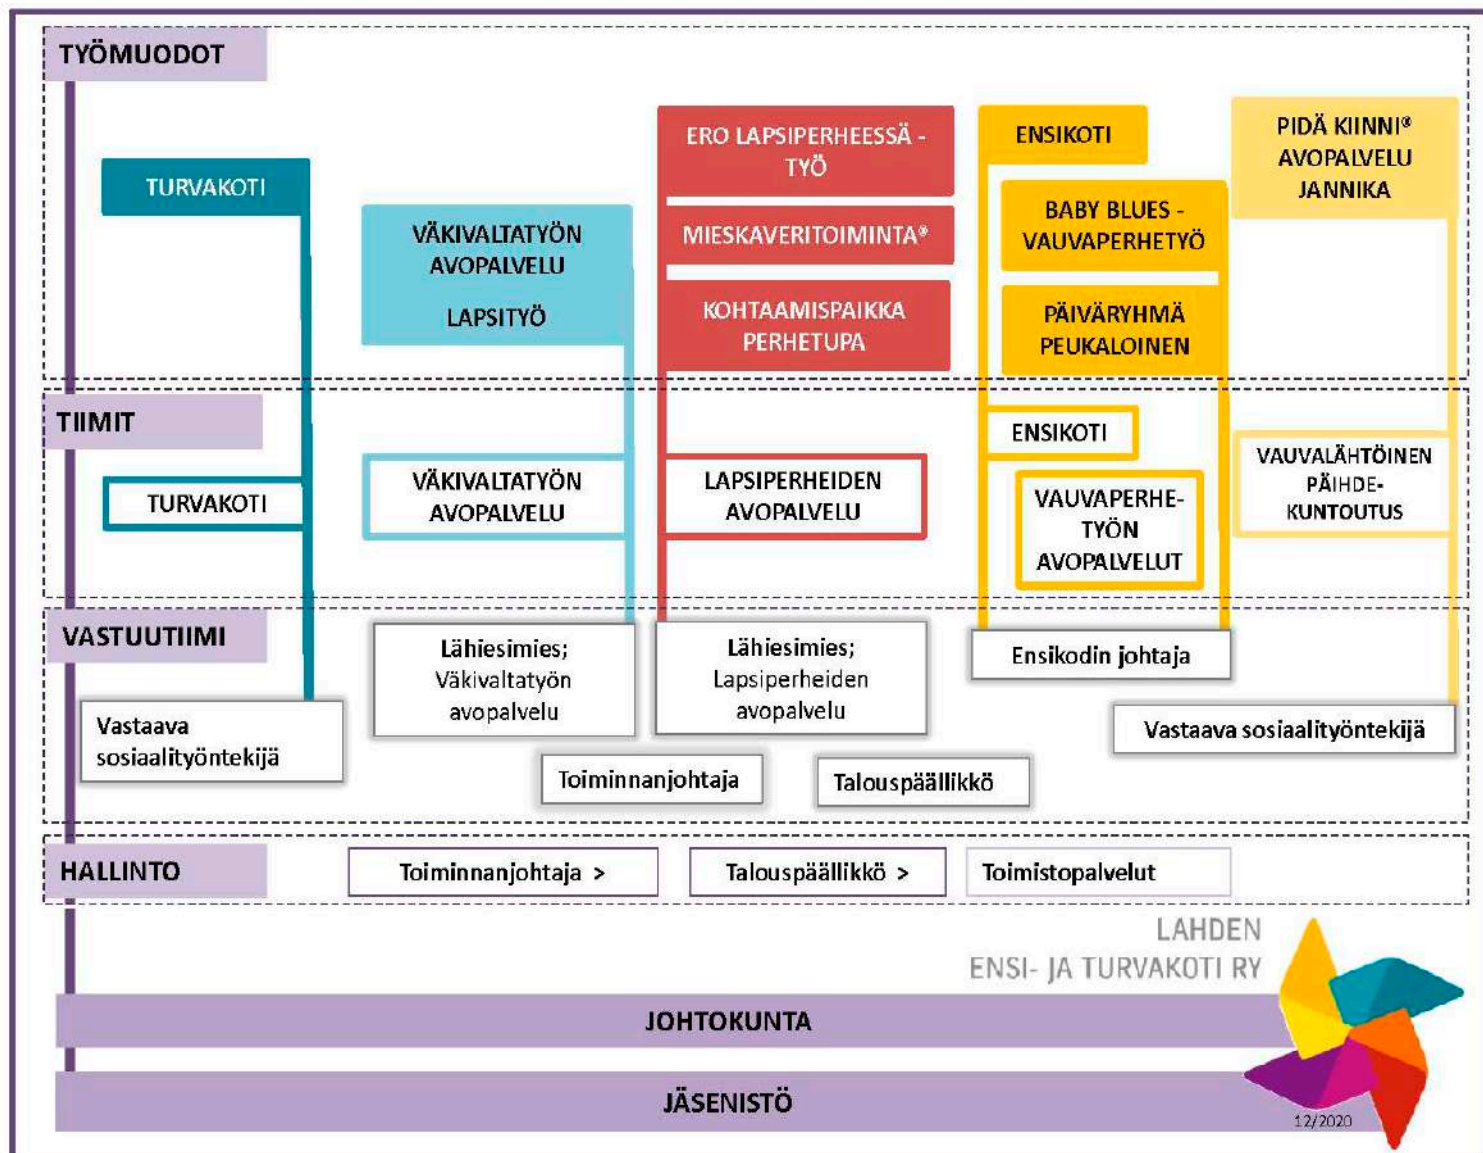 TYÖMUODOT
TURVAKOTI
VÄKIVALTATYÖN
AVOPALVELU
LAPSITYÖ
ERO LAPSIPERHEESSÄ -
TYÖ
MIESKAVERITOIMINTA®
KOHTAAMISPAIKKA
PERHETUPA
ENSIKOTI
BABY BLUES -
VAUVAPERHETYÖ
PÄIVÄRYHMÄ
PEUKALOINEN
PIDÄ KIINNI®
AVOPALVELU
JANNIKA
TIIMIT
TURVAKOTI
VÄKIVALTATYÖN
AVOPALVELU
LAPSIPERHEIDEN
AVOPALVELU
ENSIKOTI
VAUVAPERHE-
TYÖN
AVOPALVELUT
VAUVALÄHTÖINEN
PÄIHDE-
KUNTOUTUS
VASTUUTIIMI
Vastaava
sosiaalityöntekijä
Lähiesimies;
Väkivaltatyön
avopalvelu
Lähiesimies;
Lapsiperheiden
avopalvelu
Ensikodin johtaja
Vastaava sosiaalityöntekijä
Toiminnanjohtaja
Talouspäällikkö
HALLINTO
Toiminnanjohtaja >
Talouspäällikkö >
Toimistopalvelut
LAHDEN
ENSI- JA TURVAKOTI RY
JOHTOKUNTA
JÄSENISTÖ
12/2020